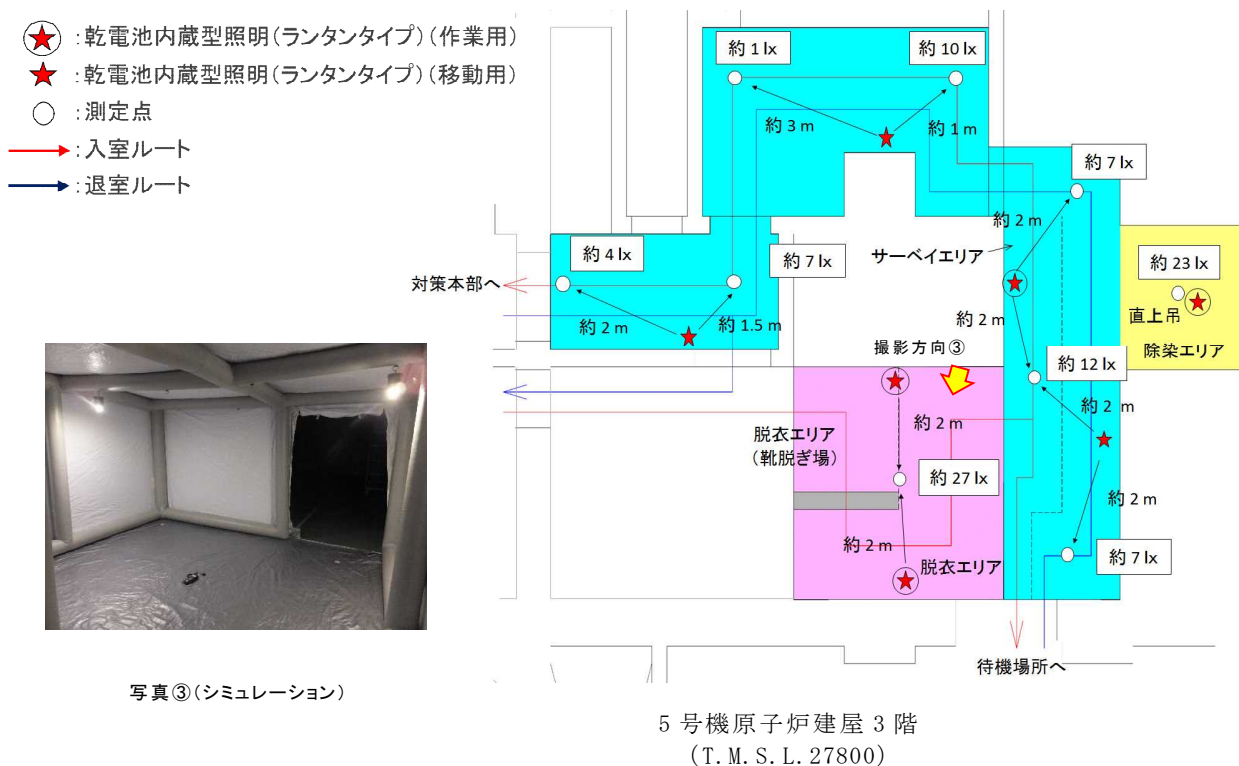 ：乾電池内蔵型照明（ランタンタイプ）（作業用）
：乾電池内蔵型照明（ランタンタイプ）（移動用）
：測定点
：入室ルート
：退室ルート
約 1 lx
約 10 lx
約 3 m
約 1 m
約 7 lx
約 2 m
サーベイエリア
約 4 lx
約 7 lx
約 23 lx
対策本部へ
直上吊
約 2 m
約 1.5 m
約 2 m
除染エリア
撮影方向③
約 12 lx
約 2 m
約 2 m
脱衣エリア
（靴脱ぎ場）
約 27 lx
約 2 m
約 2 m
脱衣エリア
約 7 lx
待機場所へ
写真③（シミュレーション）
5 号機原子炉建屋 3 階
(T.M.S.L.27800)